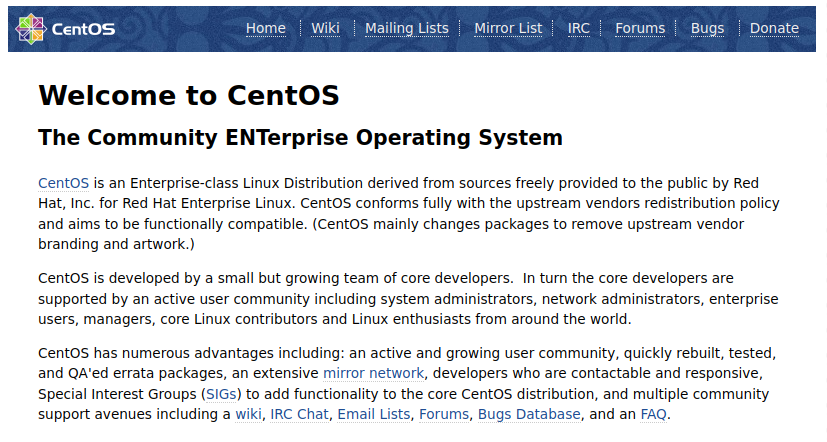 CentOS Home Wiki Mailing Lists Mirror List IRC Forums Bugs Donate
Welcome to CentOS
The Community ENTerprise Operating System
CentOS is an Enterprise-class Linux Distribution derived from sources freely provided to the public by Red
Hat, Inc. for Red Hat Enterprise Linux. CentOS conforms fully with the upstream vendors redistribution policy
and aims to be functionally compatible. (CentOS mainly changes packages to remove upstream vendor
branding and artwork.)
CentOS is developed by a small but growing team of core developers.  In turn the core developers are
supported by an active user community including system administrators, network administrators, enterprise
users, managers, core Linux contributors and Linux enthusiasts from around the world.
CentOS has numerous advantages including: an active and growing user community, quickly rebuilt, tested,
and QA'ed errata packages, an extensive mirror network, developers who are contactable and responsive,
Special Interest Groups (SIGs) to add functionality to the core CentOS distribution, and multiple community
support avenues including a wiki, IRC Chat, Email Lists, Forums, Bugs Database, and an FAQ.